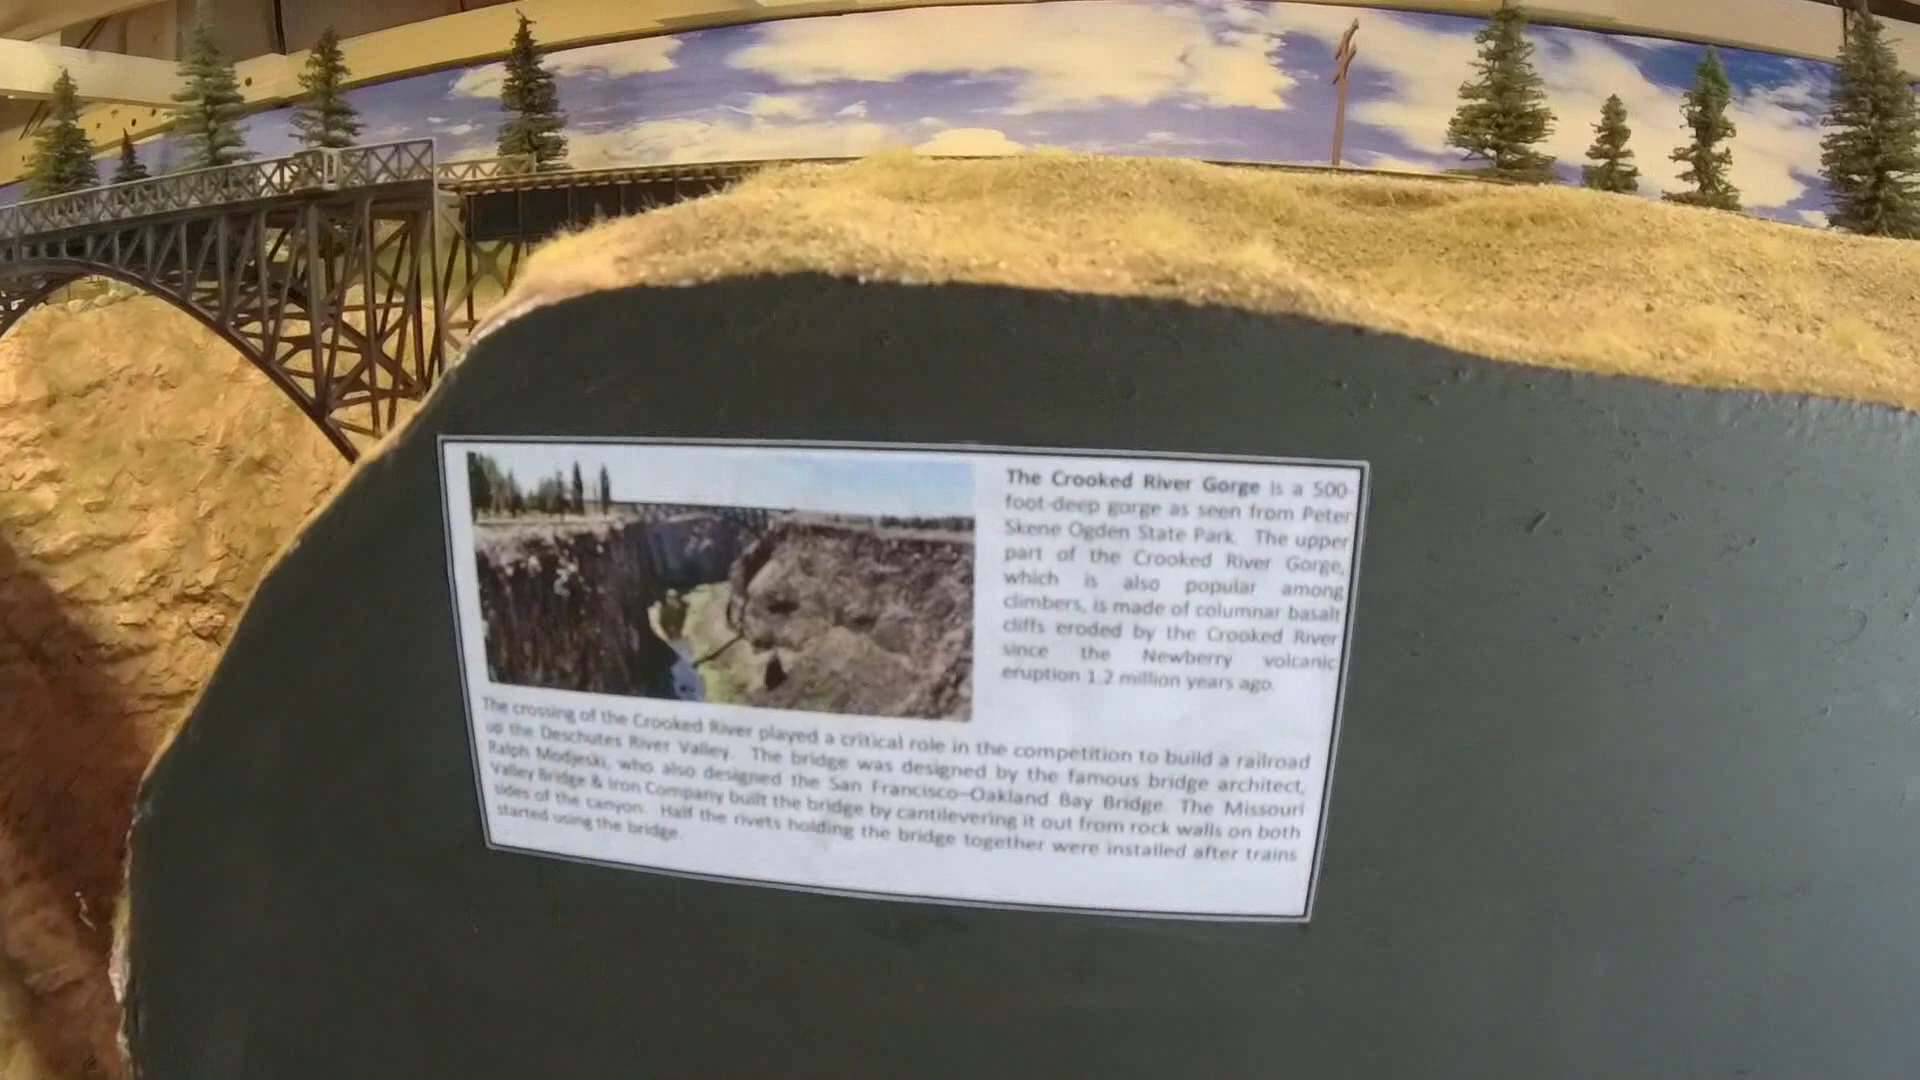 The Crooked River Gorge is a 500-
foot-deep gorge as seen from Peter
Skene Ogden State Park. The upper
part of the Crooked River Gorge,
which is also popular among
climbers, is made of columnar basalt
cliffs eroded by the Crooked River
since the Newberry volcanic
eruption 1.2 million years ago.
The crossing of the Crooked River played a critical role in the competition to build a railroad
up the Deschutes River Valley. The bridge was designed by the famous bridge architect,
Ralph Modjeski, who also designed the San Francisco–Oakland Bay Bridge. The Missouri
Valley Bridge & Iron Company built the bridge by cantilevering it out from rock walls on both
sides of the canyon. Half the rivets holding the bridge together were installed after trains
started using the bridge.